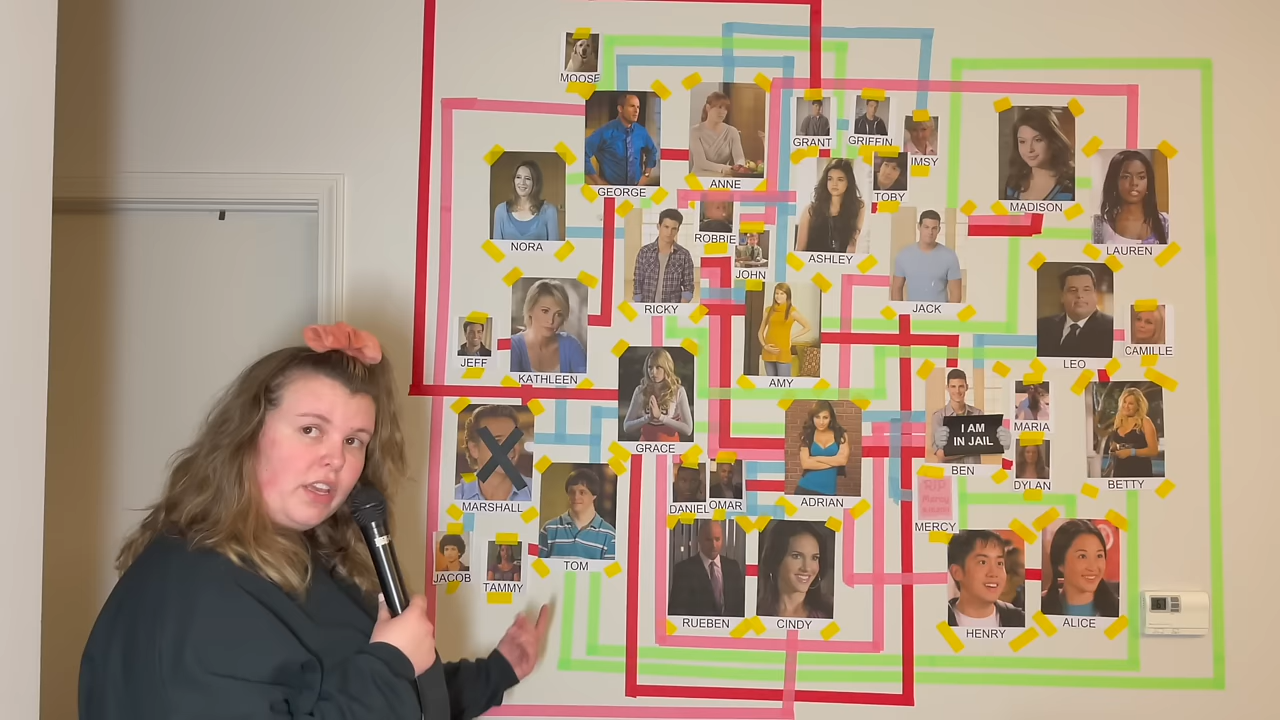 MOOSE
GEORGE
ANNE
GRANT
GRIFFIN
IMSY
TOBY
MADISON
LAUREN
NORA
RICKY
ROBBIE
JOHN
ASHLEY
JACK
JEFF
KATHLEEN
GRACE
AMY
LEO
CAMILLE
MARSHALL
TOM
DANIEL
OMAR
ADRIAN
I AM
IN JAIL
BEN
MARIA
DYLAN
BETTY
RIP
Mercy
MERCY
JACOB
TAMMY
RUEBEN
CINDY
HENRY
ALICE